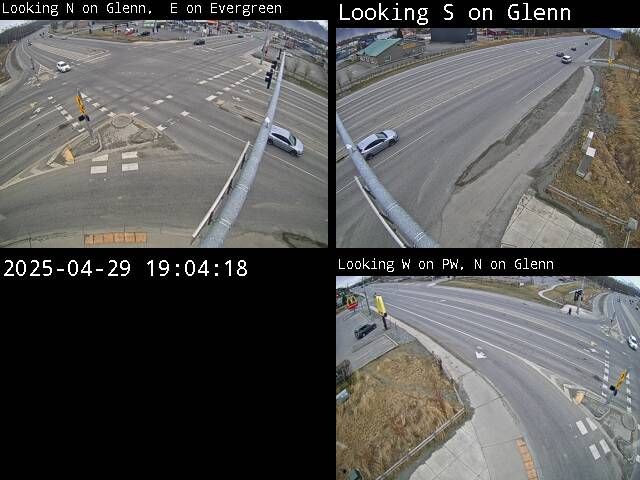 Looking N on Glenn, E on Evergreen
Looking S on Glenn
2025-04-29 19:04:18
Looking W on PW, N on Glenn